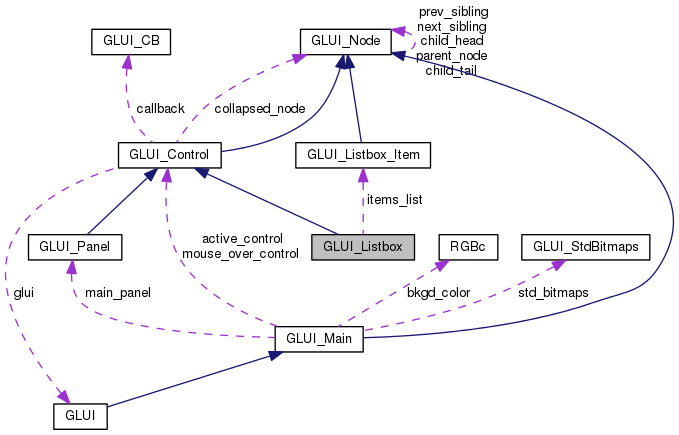 prev_sibling
next_sibling
child_head
parent_node
child_tail
GLUI_CB
GLUI_Node
callback
collapsed_node
GLUI_Control
GLUI_Listbox_Item
items_list
GLUI_Panel
active_control
mouse_over_control
GLUI_Listbox
RGBc
GLUI_StdBitmaps
glui
main_panel
bkgd_color
std_bitmaps
GLUI_Main
GLUI